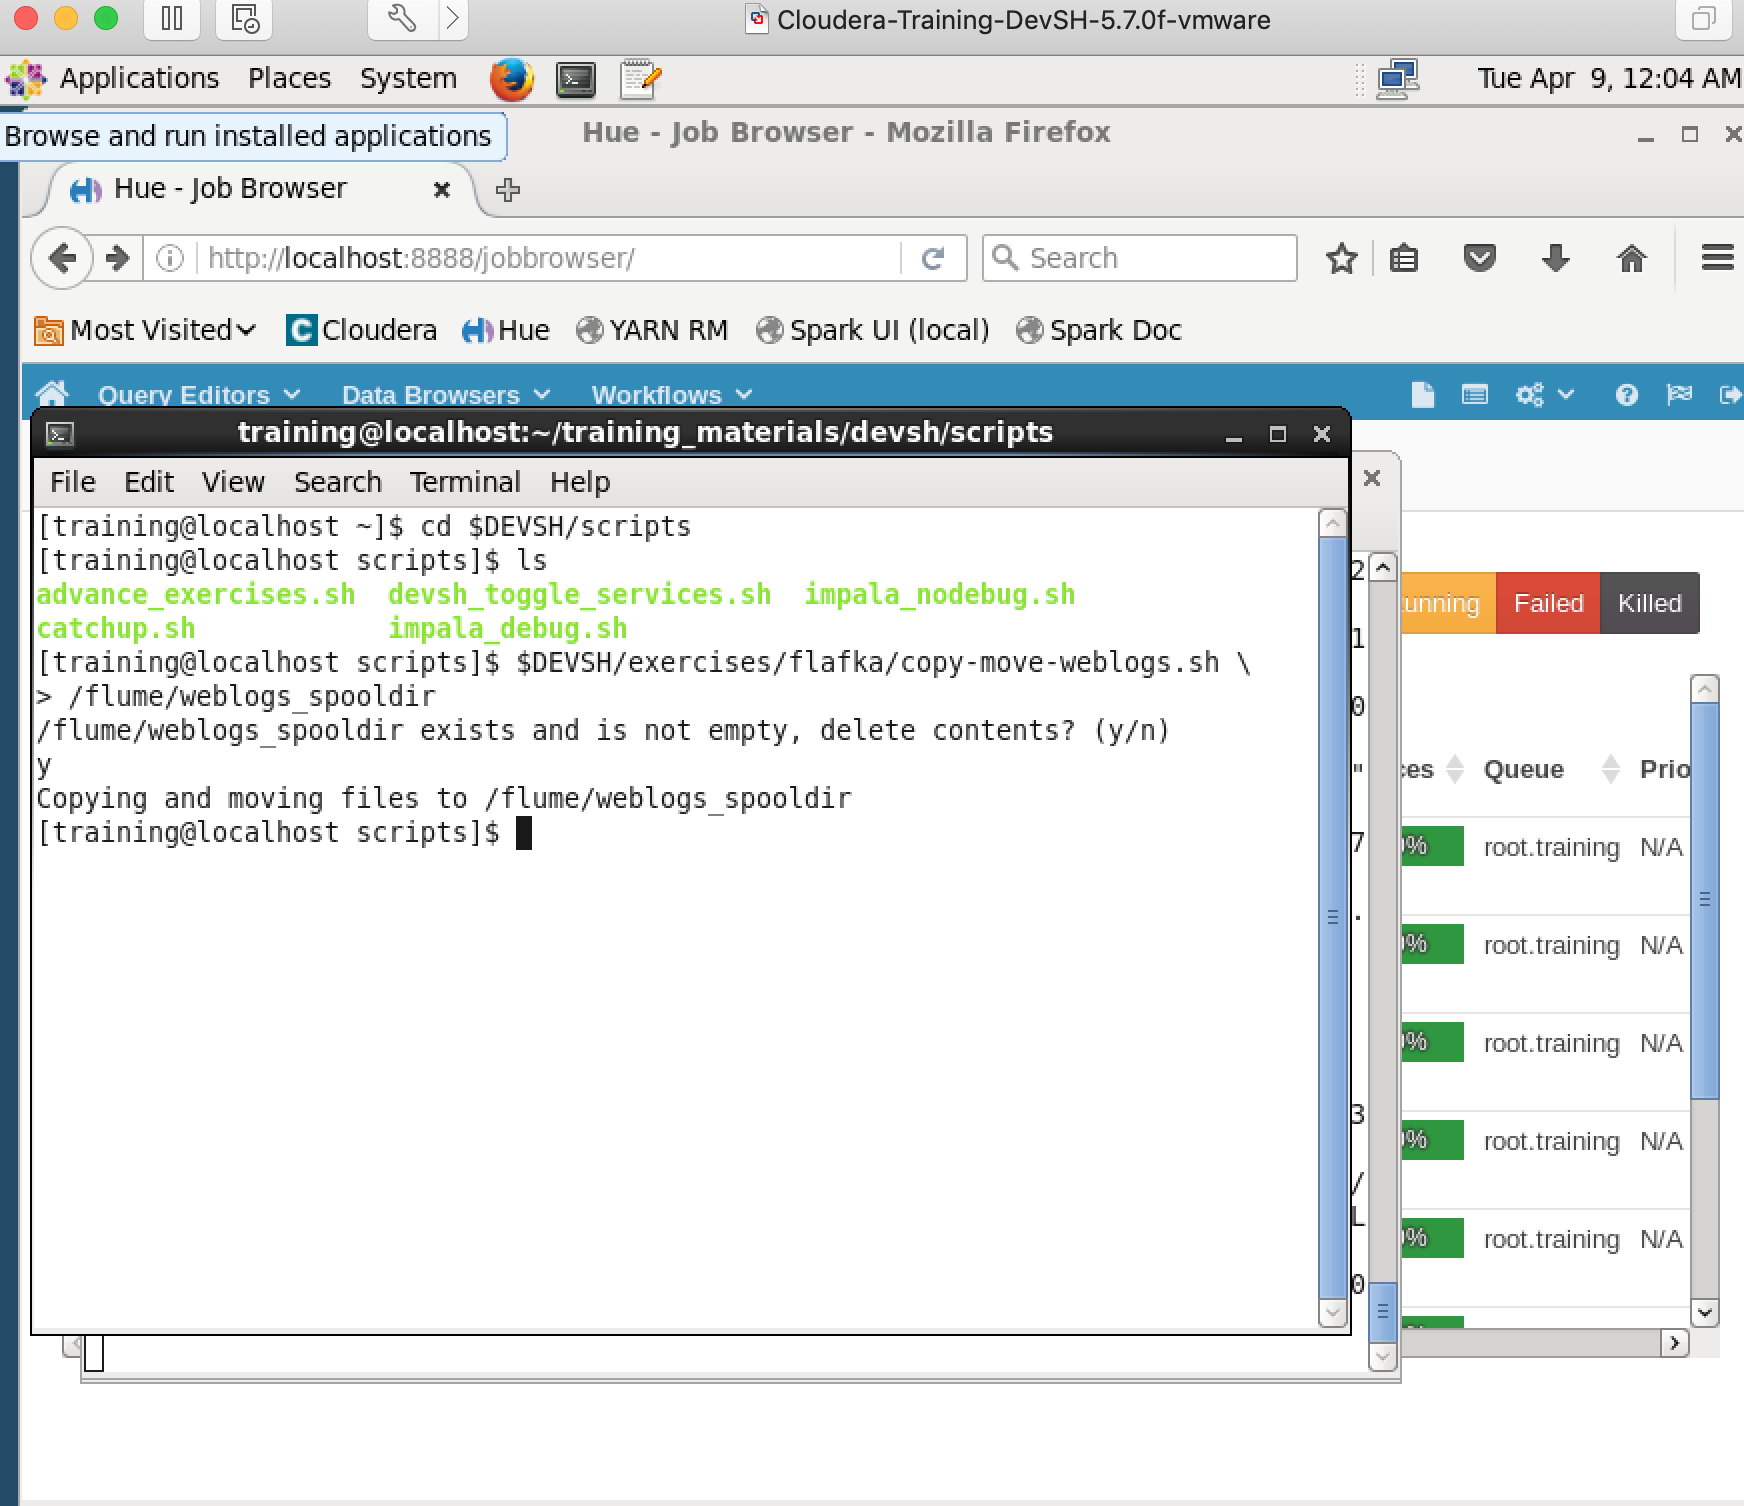 Cloudera-Training-DevSH-5.7.0f-vmware
Applications Places System Tue Apr 9, 12:04 AM
Browse and run installed applications
Hue - Job Browser - Mozilla Firefox
Hue - Job Browser
http://localhost:8888/jobbrowser/ Search
Most Visited Cloudera Hue YARN RM Spark UI (local) Spark Doc
Query Editors Data Browsers Workflows
training@localhost:~/training_materials/devsh/scripts
File Edit View Search Terminal Help
[training@localhost ~]$ cd $DEVSH/scripts
[training@localhost scripts]$ ls
advance_exercises.sh devsh_toggle_services.sh impala_nodebug.sh
catchup.sh impala_debug.sh
[training@localhost scripts]$ $DEVSH/exercises/flafka/copy-move-weblogs.sh \
> /flume/weblogs_spooldir
/flume/weblogs_spooldir exists and is not empty, delete contents? (y/n)
y
Copying and moving files to /flume/weblogs_spooldir
[training@localhost scripts]$
2
1
0
"
7
.
3
/
L
0
unning Failed Killed
ces Queue Prio
0% root.training N/A
0% root.training N/A
0% root.training N/A
0% root.training N/A
0% root.training N/A